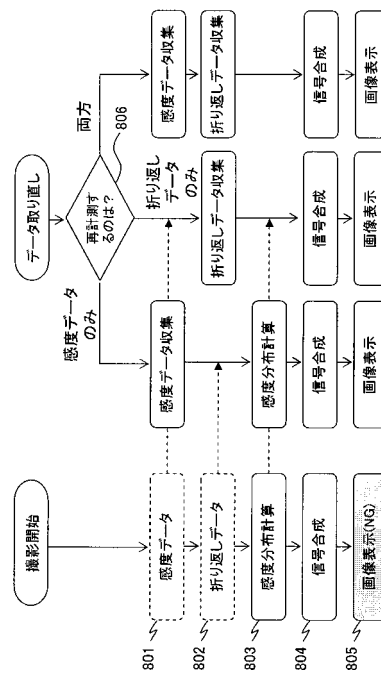 撮影開始
データ取り直し
再計測す
るのは?
806
感度データ
のみ
折り返し
データ
のみ
両方
801
感度データ
感度データ収集
感度データ収集
802
折り返しデータ
折り返しデータ収集
折り返しデータ収集
803
感度分布計算
感度分布計算
804
信号合成
信号合成
信号合成
信号合成
805
画像表示(NG)
画像表示
画像表示
画像表示